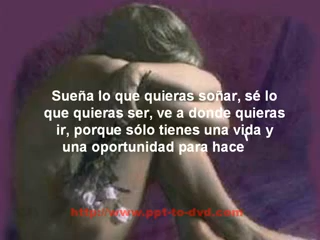 Sueña lo que quieras soñar, sé lo
que quieras ser, ve a donde quieras
ir, porque sólo tienes una vida y
una oportunidad para hace
http://www.ppt-to-dvd.com